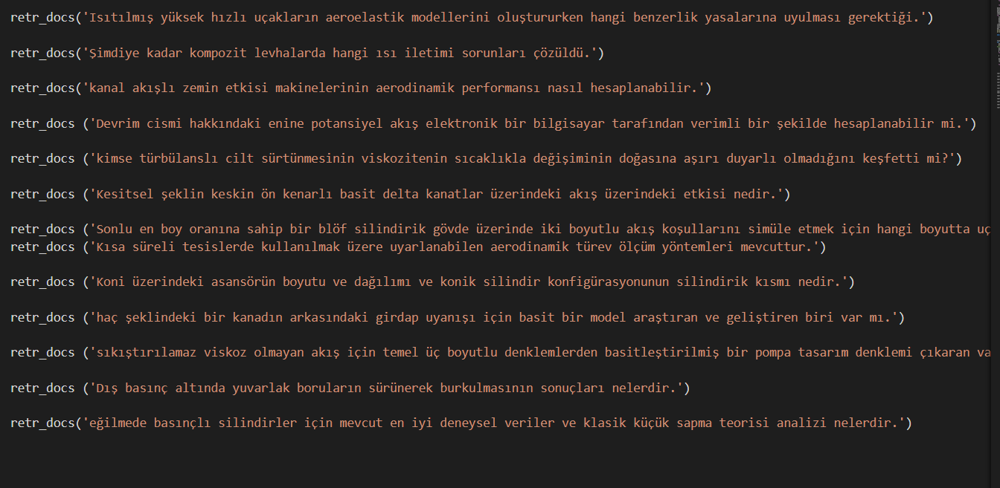 retr_docs('Isıtılmış yüksek hızlı uçakların aeroelastik modellerini oluştururken hangi benzerlik yasalarına uyulması gerektiği.')
retr_docs('Şimdiye kadar kompozit levhalarda hangi ısı iletimi sorunları çözüldü.')
retr_docs('kanal akışlı zemin etkisi makinelerinin aerodinamik performansı nasıl hesaplanabilir.')
retr_docs ('Devrim cismi hakkındaki enine potansiyel akış elektronik bir bilgisayar tarafından verimli bir şekilde hesaplanabilir mi.')
retr_docs ('kimse türbülanslı cilt sürtünmesinin viskozitenin sıcaklıkla değişiminin doğasına aşırı duyarlı olmadığını keşfetti mi?')
retr_docs ('Kesitsel şeklin keskin ön kenarlı basit delta kanatlar üzerindeki akış üzerindeki etkisi nedir.')
retr_docs ('Sonlu en boy oranına sahip bir blöf silindirik gövde üzerinde iki boyutlu akış koşullarını simüle etmek için hangi boyutta uç
retr_docs ('Kısa süreli tesislerde kullanılmak üzere uyarlanabilen aerodinamik türev ölçüm yöntemleri mevcuttur.')
retr_docs ('Koni üzerindeki asansörün boyutu ve dağılımı ve konik silindir konfigürasyonunun silindirik kısmı nedir.')
retr_docs ('haç şeklindeki bir kanadın arkasındaki girdap uyanışı için basit bir model araştıran ve geliştiren biri var mı.')
retr_docs ('sıkıştırılamaz viskoz olmayan akış için temel üç boyutlu denklemlerden basitleştirilmiş bir pompa tasarım denklemi çıkaran va
retr_docs ('Dış basınç altında yuvarlak boruların sürünerek burkulmasının sonuçları nelerdir.')
retr_docs('eğilmede basınçlı silindirler için mevcut en iyi deneysel veriler ve klasik küçük sapma teorisi analizi nelerdir.')